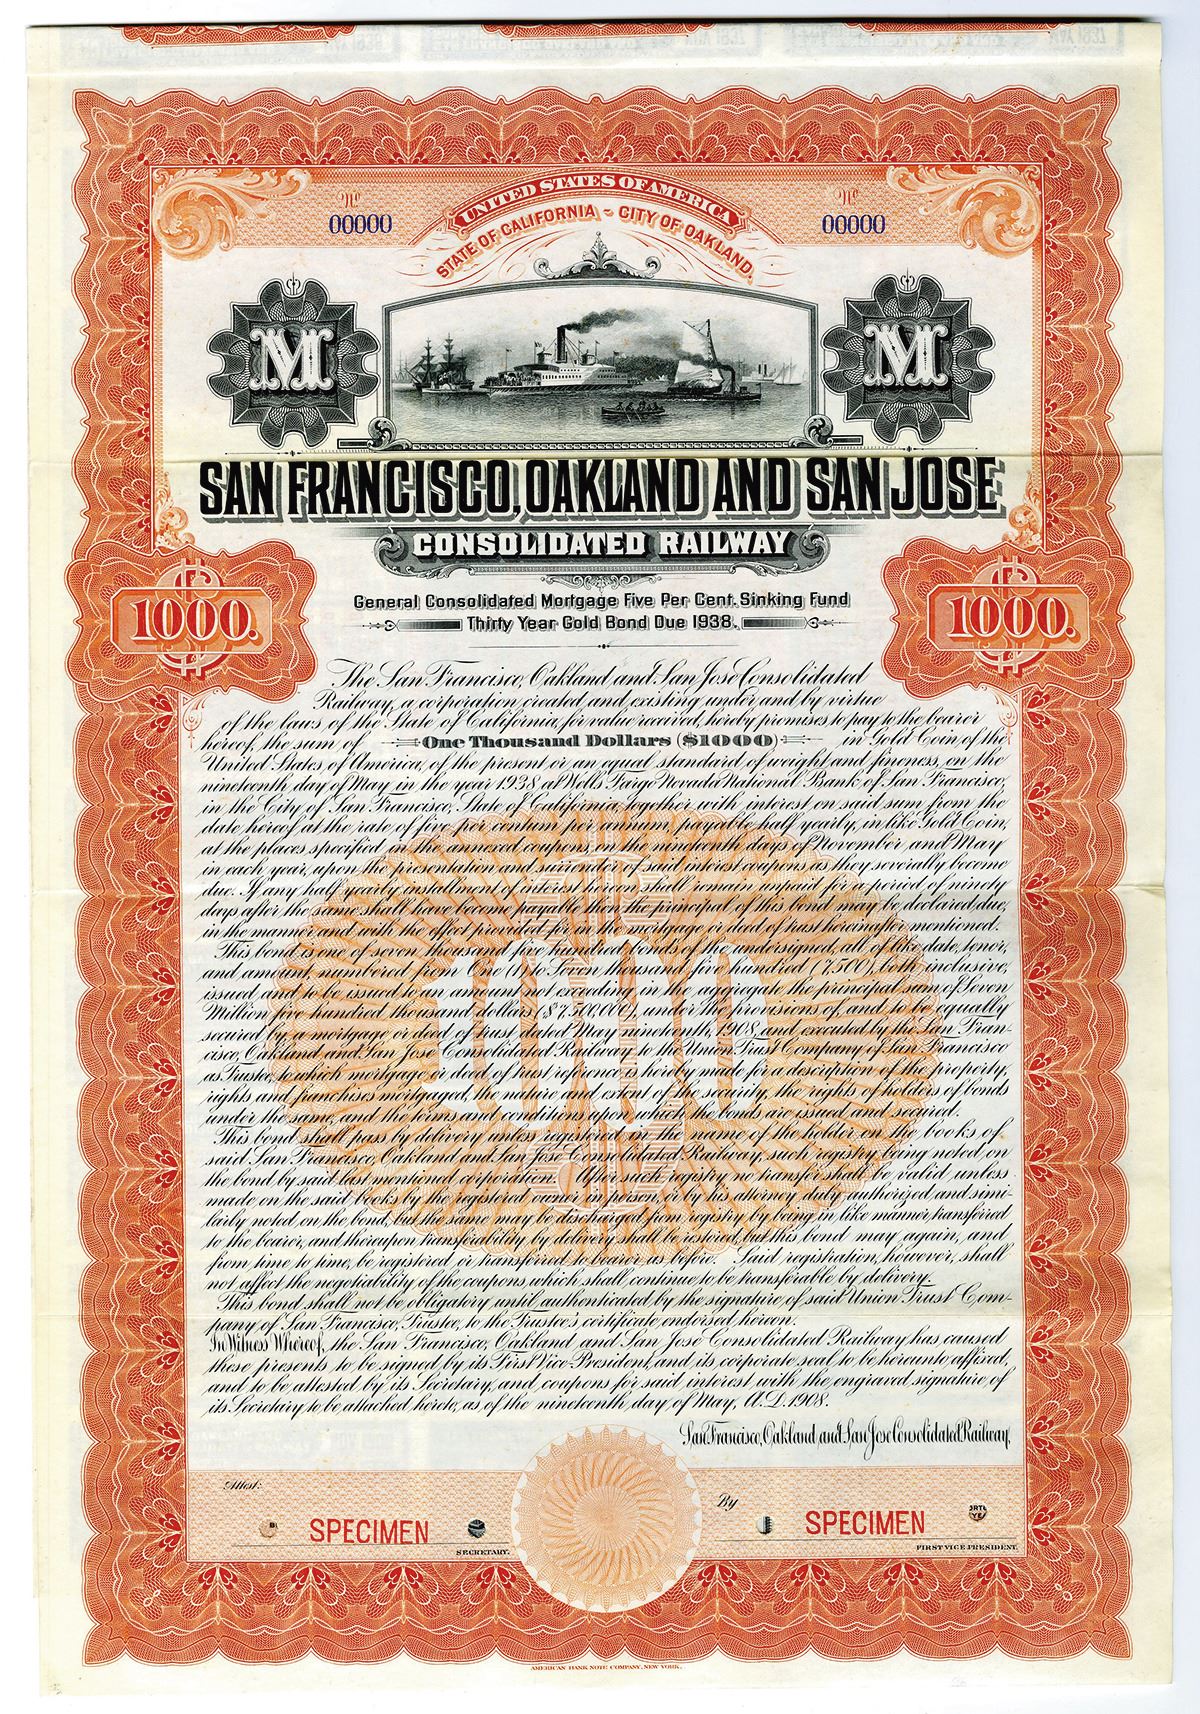 UNITED STATES OF AMERICA
STATE OF CALIFORNIA - CITY OF OAKLAND.
No No
00000 00000
M M
SAN FRANCISCO, OAKLAND AND SAN JOSE
CONSOLIDATED RAILWAY
1000. 1000.
General Consolidated Mortgage Five Per Cent. Sinking Fund
Thirty Year Gold Bond Due 1938.
The San Francisco, Oakland and San Jose Consolidated
Railway, a corporation created and existing under and by virtue
of the laws of the State of California, for value received, hereby promises to pay to the bearer
hereof, the sum of One Thousand Dollars ($1000) in Gold Coin of the
United States of America, of the present or an equal standard of weight and fineness, on the
nineteenth day of May in the year 1938 at Wells Fargo Nevada National Bank of San Francisco,
in the City of San Francisco, State of California, together with interest on said sum from the
date hereof at the rate of five per centum per annum, payable half yearly, in like Gold Coin,
at the places specified in the annexed coupons, on the nineteenth days of November and May
in each year, upon the presentation and surrender of said interest coupons as they severally become
due. If any half yearly installment of interest hereon shall remain unpaid for a period of ninety
days after the same shall have become payable then the principal of this bond may be declared due,
in the manner and with the effect provided for in the mortgage or deed of trust hereinafter mentioned.
This bond is one of seven thousand five hundred bonds of the undersigned, all of like date, tenor,
and amount, numbered from One (1) to Seven thousand five hundred (7,500), both inclusive,
issued and to be issued to an amount not exceeding in the aggregate the principal sum of Seven
Million five hundred thousand dollars ($7,500,000), under the provisions of, and to be equally
secured by a mortgage or deed of trust dated May nineteenth, 1908, and executed by the San Fran-
cisco, Oakland and San Jose Consolidated Railway to the Union Trust Company of San Francisco
as Trustee, to which mortgage or deed of trust reference is hereby made for a description of the property,
rights and franchises mortgaged, the nature and extent of the security, the rights of holders of bonds
under the same, and the terms and conditions upon which the bonds are issued and secured.
This bond shall pass by delivery unless registered in the name of the holder on the books of
said San Francisco, Oakland and San Jose Consolidated Railway, such registry being noted on
the bond by said last mentioned corporation. After such registry no transfer shall be valid unless
made on the said books by the registered owner in person, or by his attorney duly authorized and simi-
larly noted on the bond, but the same may be discharged from registry by being in like manner transferred
to the bearer, and thereupon transferability by delivery shall be restored, but this bond may again, and
from time to time, be registered or transferred to bearer as before. Said registration, however, shall
not affect the negotiability of the coupons, which shall continue to be transferable by delivery.
This bond shall not be obligatory until authenticated by the signature of said Union Trust Com-
pany of San Francisco, Trustee, to the Trustee's certificate endorsed hereon.
In Witness Whereof, the San Francisco, Oakland and San Jose Consolidated Railway has caused
these presents to be signed by its First Vice-President, and its corporate seal to be hereunto affixed,
and to be attested by its Secretary, and coupons for said interest with the engraved signature of
its Secretary to be attached hereto, as of the nineteenth day of May, A.D. 1908.
San Francisco, Oakland and San Jose Consolidated Railway,
Attest: By
SPECIMEN SPECIMEN
SECRETARY. FIRST VICE PRESIDENT.
AMERICAN BANK NOTE COMPANY, NEW YORK.